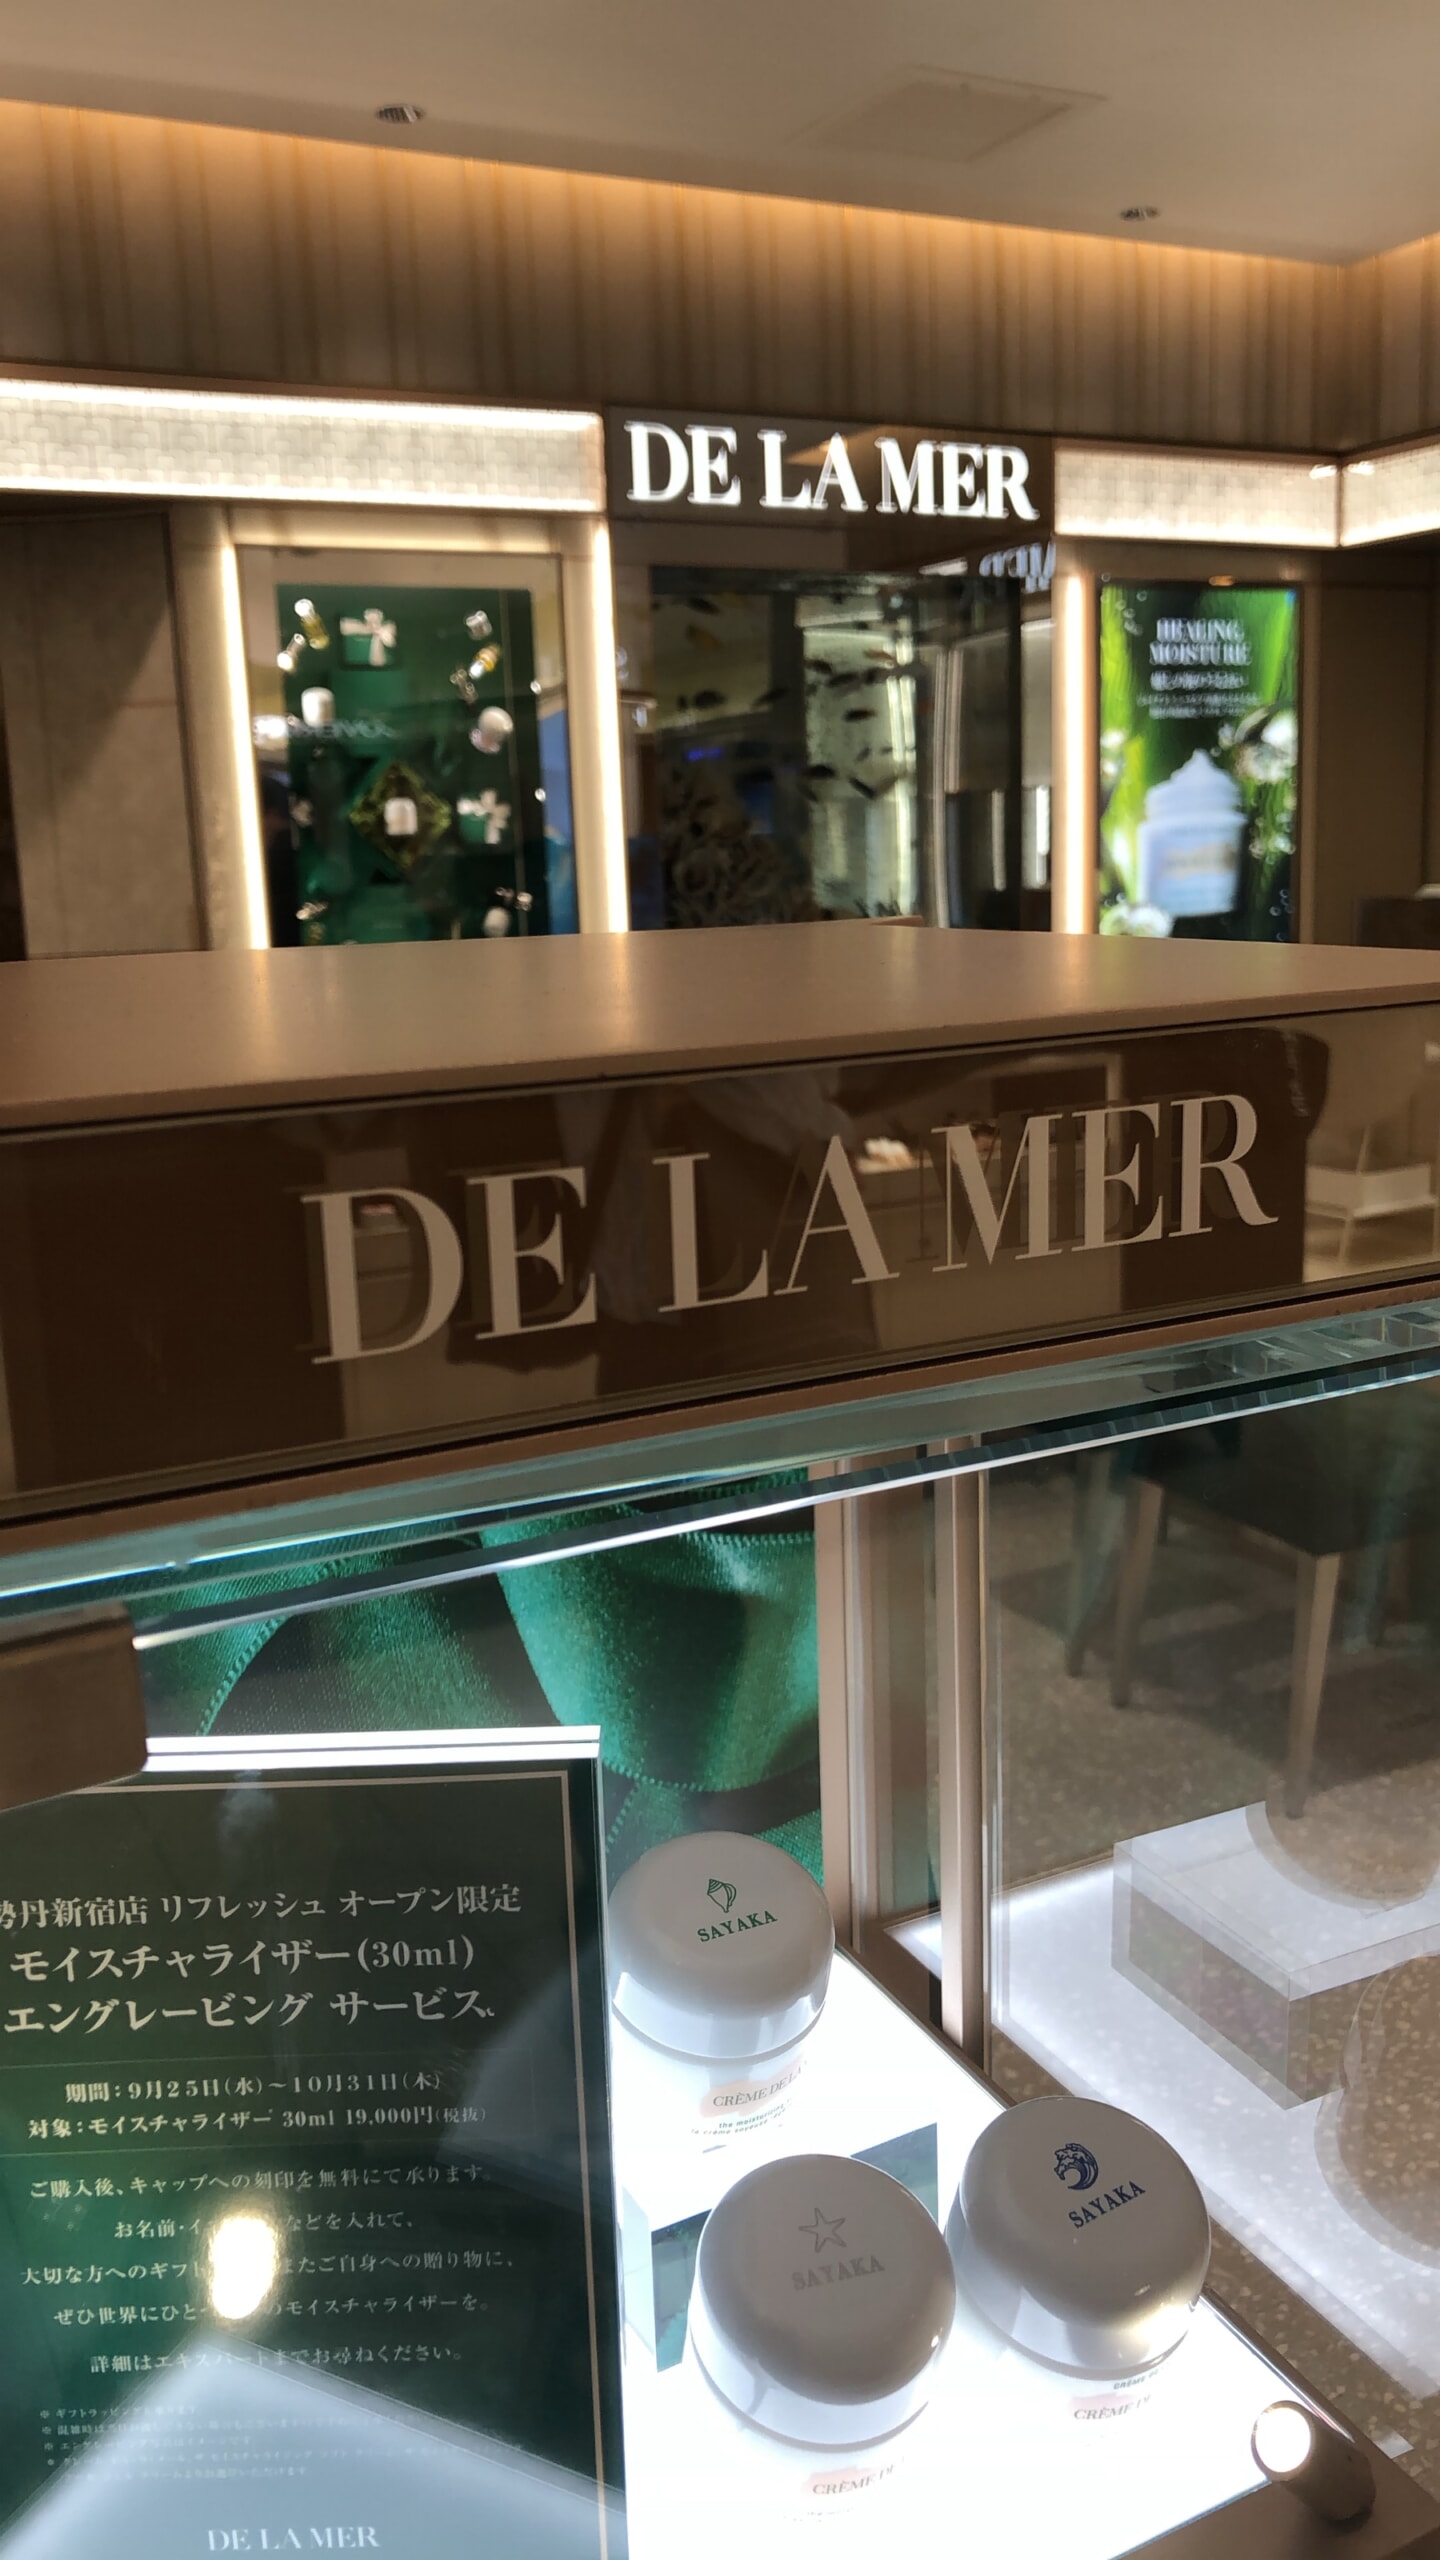 DE LA MER
HEALING
MOISTURE
DE LA MER
勢丹新宿店 リフレッシュ オープン限定
モイスチャライザー(30ml)
エングレービング サービス
期間:9月25日(水)~10月31日(木)
対象:モイスチャライザー 30ml 19,000円(税抜)
ご購入後、キャップへの刻印を無料にて承ります。
お名前・イ などを入れて、
大切な方へのギフト またご自身への贈り物に、
ぜひ世界にひと のモイスチャライザーを。
詳細はエキスパートまでお尋ねください。
DE LA MER
SAYAKA
CRÈME DE LA
the moisturizing
SAYAKA
CRÈME DE
SAYAKA
CRÈME DE